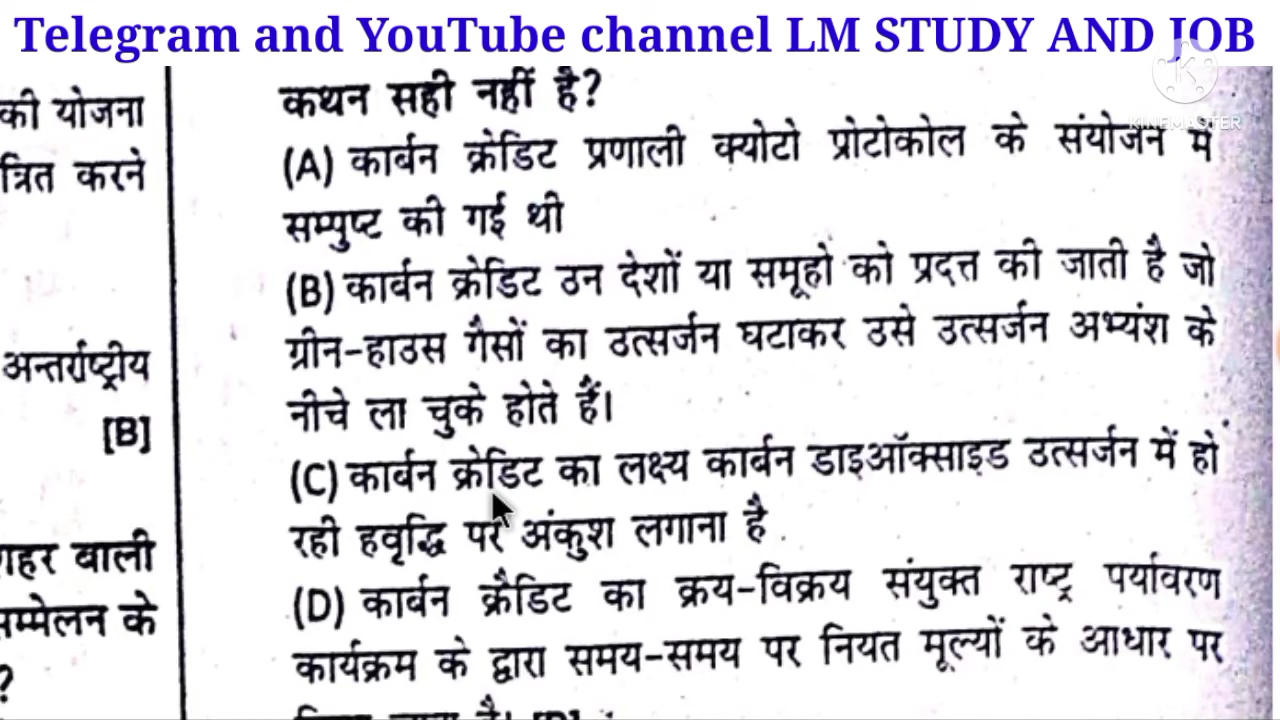 Telegram and YouTube channel LM STUDY AND JOB
KINEMASTER
की योजना
त्रित करने
अन्तर्राष्ट्रीय
[B]
शहर वाली
सम्मेलन के
?
कथन सही नहीं है?
(A) कार्बन क्रेडिट प्रणाली क्योटो प्रोटोकोल के संयोजन में
सम्पुष्ट की गई थी
(B) कार्बन क्रेडिट उन देशों या समूहो को प्रदत्त की जाती है जो
ग्रीन-हाउस गैसों का उत्सर्जन घटाकर उसे उत्सर्जन अभ्यंश के
नीचे ला चुके होते हैं।
(C) कार्बन क्रेडिट का लक्ष्य कार्बन डाइऑक्साइड उत्सर्जन में हो
रही हवृद्धि पर अंकुश लगाना है
(D) कार्बन क्रैडिट का क्रय-विक्रय संयुक्त राष्ट्र पर्यावरण
कार्यक्रम के द्वारा समय-समय पर नियत मूल्यों के आधार पर